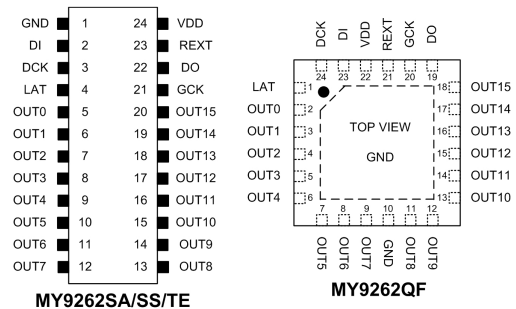 GND 1 24 VDD
DI 2 23 REXT
DCK 3 22 DO
LAT 4 21 GCK
OUT0 5 20 OUT15
OUT1 6 19 OUT14
OUT2 7 18 OUT13
OUT3 8 17 OUT12
OUT4 9 16 OUT11
OUT5 10 15 OUT10
OUT6 11 14 OUT9
OUT7 12 13 OUT8
MY9262SA/SS/TE
DCK DI VDD REXT GCK DO
24 23 22 21 20 19
LAT 1 18 OUT15
OUT0 2 17 OUT14
OUT1 3 TOP VIEW 16 OUT13
OUT2 4 GND 15 OUT12
OUT3 5 14 OUT11
OUT4 6 13 OUT10
7 8 9 10 11 12
OUT5 OUT6 OUT7 GND OUT8 OUT9
MY9262QF